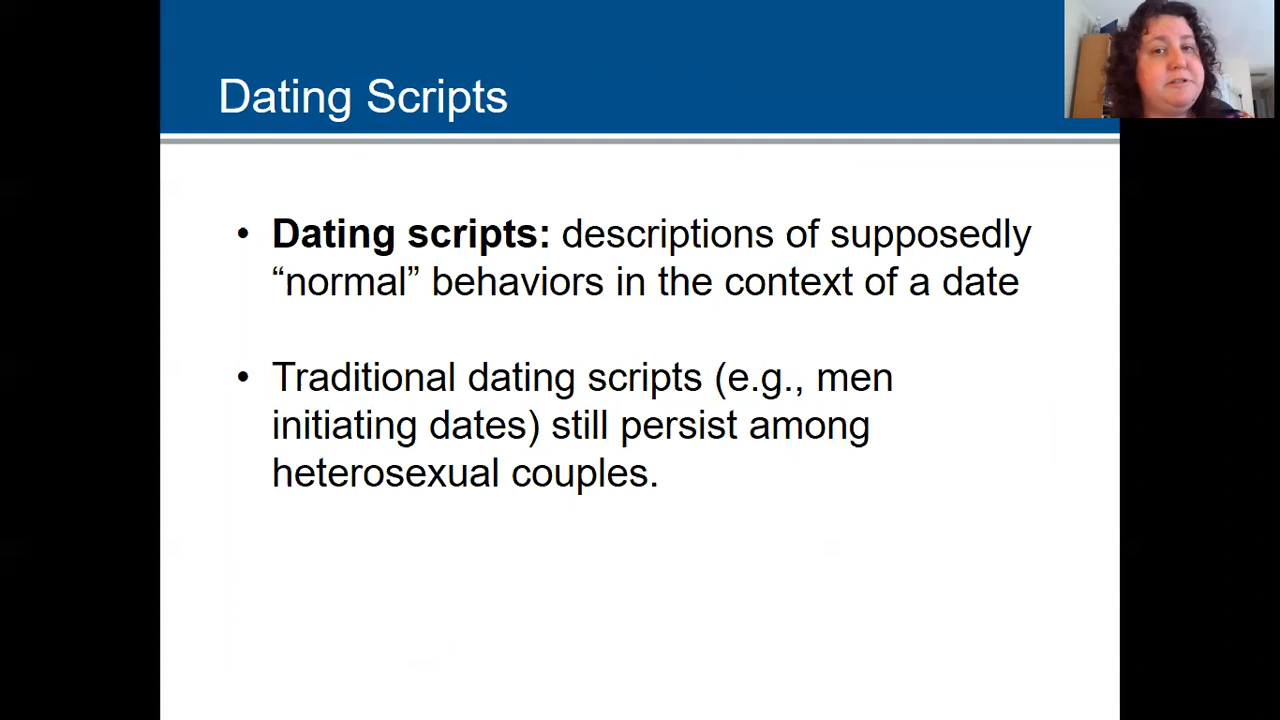 Dating Scripts
• Dating scripts: descriptions of supposedly
“normal” behaviors in the context of a date
• Traditional dating scripts (e.g., men
initiating dates) still persist among
heterosexual couples.